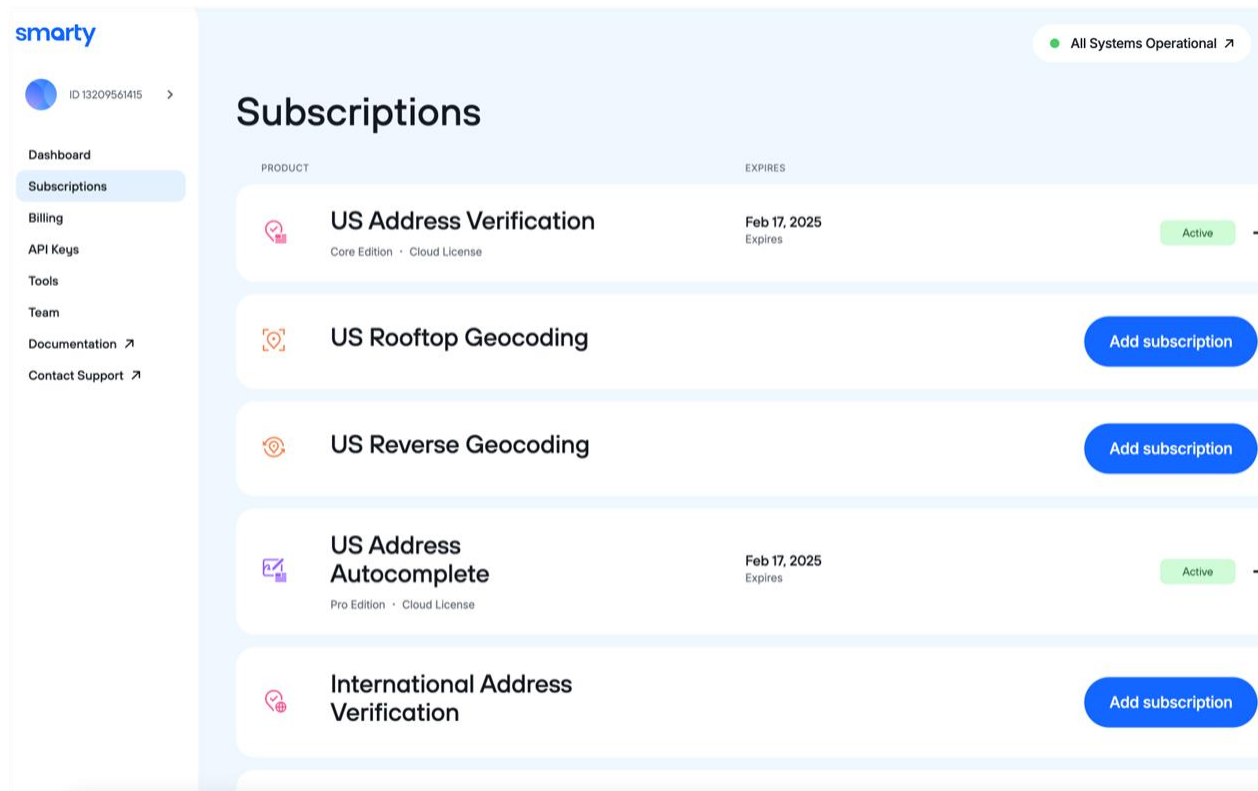 smarty
All Systems Operational
ID 13209561415
Dashboard
Subscriptions
Billing
API Keys
Tools
Team
Documentation
Contact Support
Subscriptions
PRODUCT EXPIRES
US Address Verification
Core Edition · Cloud License
Feb 17, 2025
Expires
Active
US Rooftop Geocoding
Add subscription
US Reverse Geocoding
Add subscription
US Address
Autocomplete
Pro Edition · Cloud License
Feb 17, 2025
Expires
Active
International Address
Verification
Add subscription